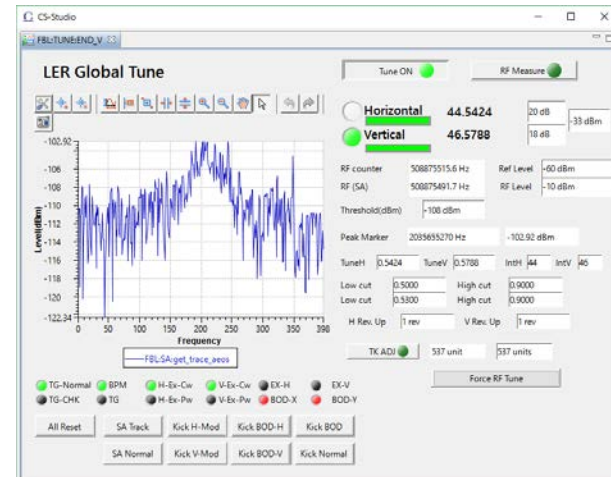 CS-Studio
FBL:TUNE:END_V
LER Global Tune
Tune ON
RF Measure
Horizontal 44.5424 20 dB
-33 dBm
Vertical 46.5788 18 dB
-102.92
-106
-108
-110
-112
-114
-116
-118
-120
-122.34
Level(dBm)
0 50 100 150 200 250 300 350 398
Frequency
FBL:SA:get_trace_aeos
RF counter 508875515.6 Hz Ref Level -60 dBm
RF (SA) 508875491.7 Hz RF Level -10 dBm
Threshold(dBm) -108 dBm
Peak Marker 2035655270 Hz -102.92 dBm
TuneH 0.5424 TuneV 0.5788 IntH 44 IntV 46
Low cut 0.5000 High cut 0.9000
Low cut 0.5300 High cut 0.9000
H Rev. Up 1 rev V Rev. Up 1 rev
TK ADJ 537 unit 537 units
Force RF Tune
TG-Normal BPM H-Ex-Cw V-Ex-Cw EX-H EX-V
TG-CHK TG H-Ex-Pw V-Ex-Pw BOD-X BOD-Y
All Reset SA Track Kick H-Mod Kick BOD-H Kick BOD
SA Normal Kick V-Mod Kick BOD-V Kick Normal